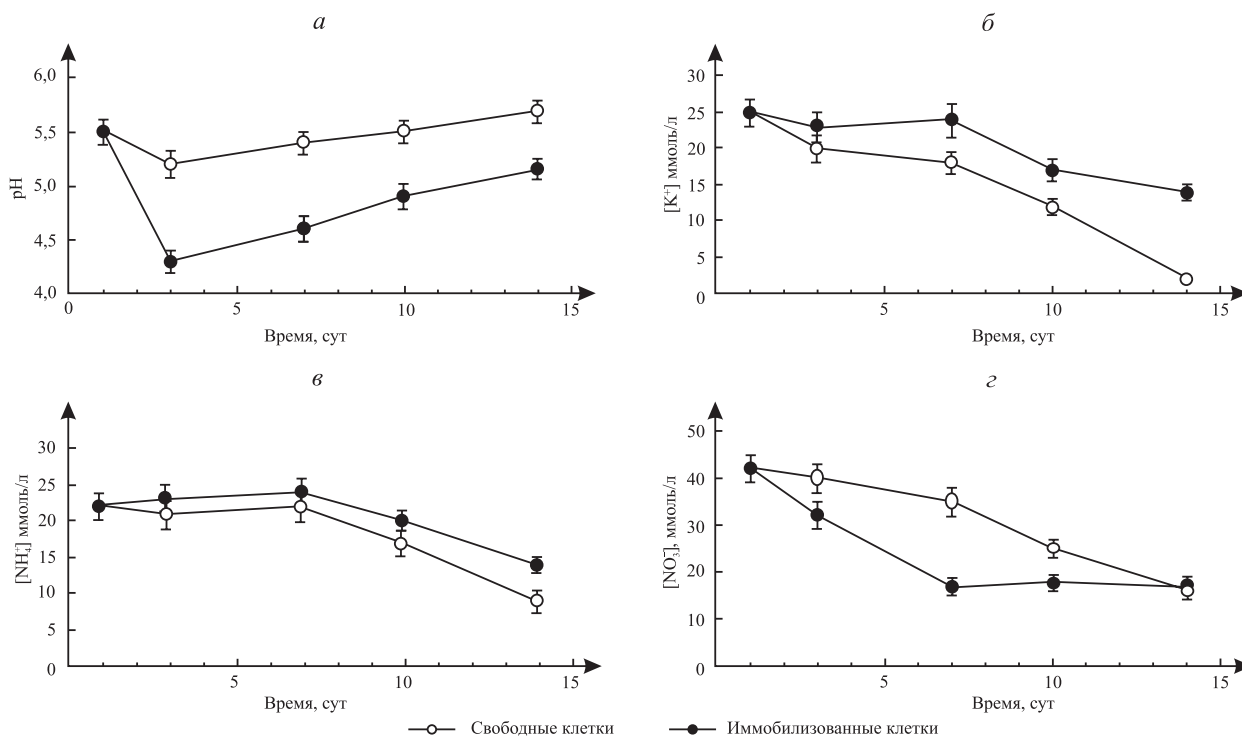 а
6,0
5,5
5,0
4,5
4,0
pH
0
5
10
15
Время, сут
б
30
25
20
15
10
5
0
[K⁺] ммоль/л
5
10
15
Время, сут
в
30
25
20
15
10
5
0
[NH₄⁺] ммоль/л
5
10
15
Время, сут
г
50
40
30
20
10
0
[NO₃⁻], ммоль/л
5
10
15
Время, сут
Свободные клетки
Иммобилизованные клетки